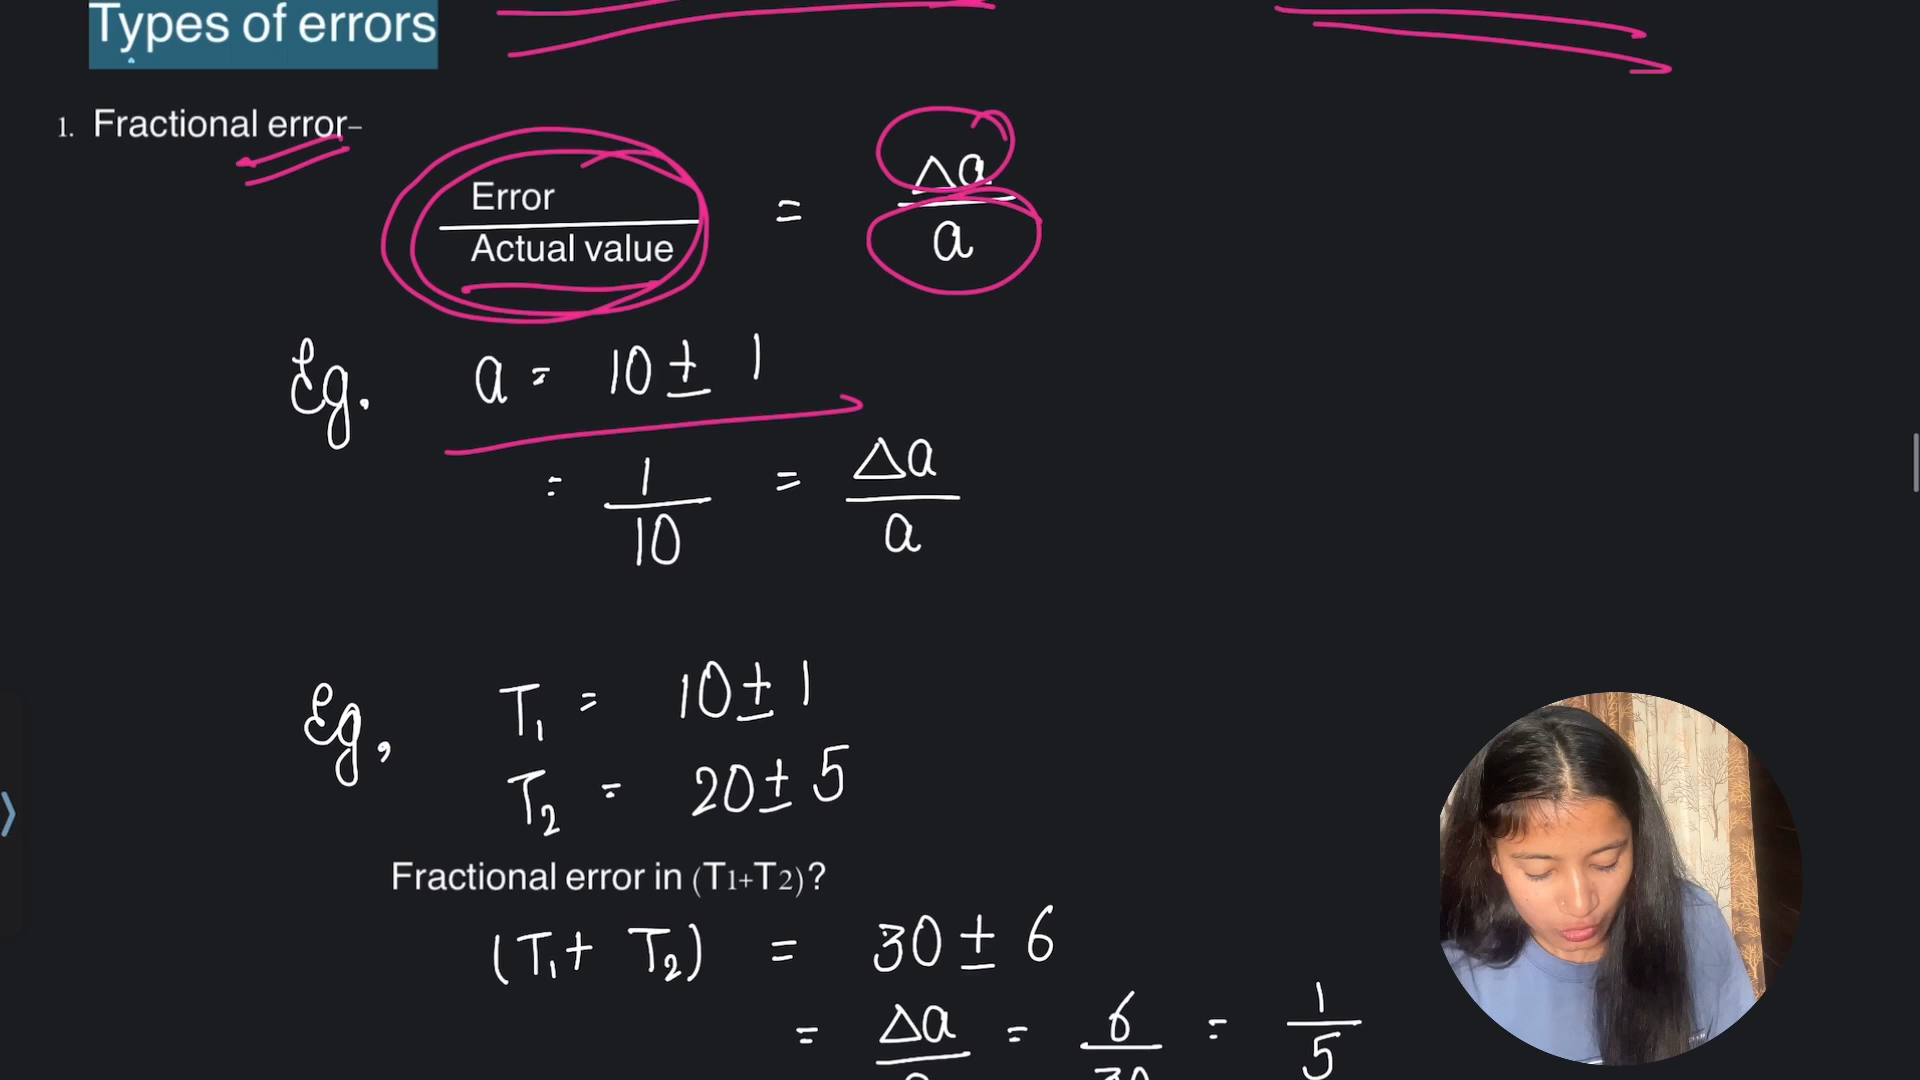 Types of errors
1. Fractional error-
Error
Actual value
= Δa
a
Eg. a = 10 ± 1
= 1
10
= Δa
a
Eg, T1 = 10 ± 1
T2 = 20 ± 5
Fractional error in (T1+T2)?
(T1 + T2) = 30 ± 6
= Δa = 6 = 1
30 5